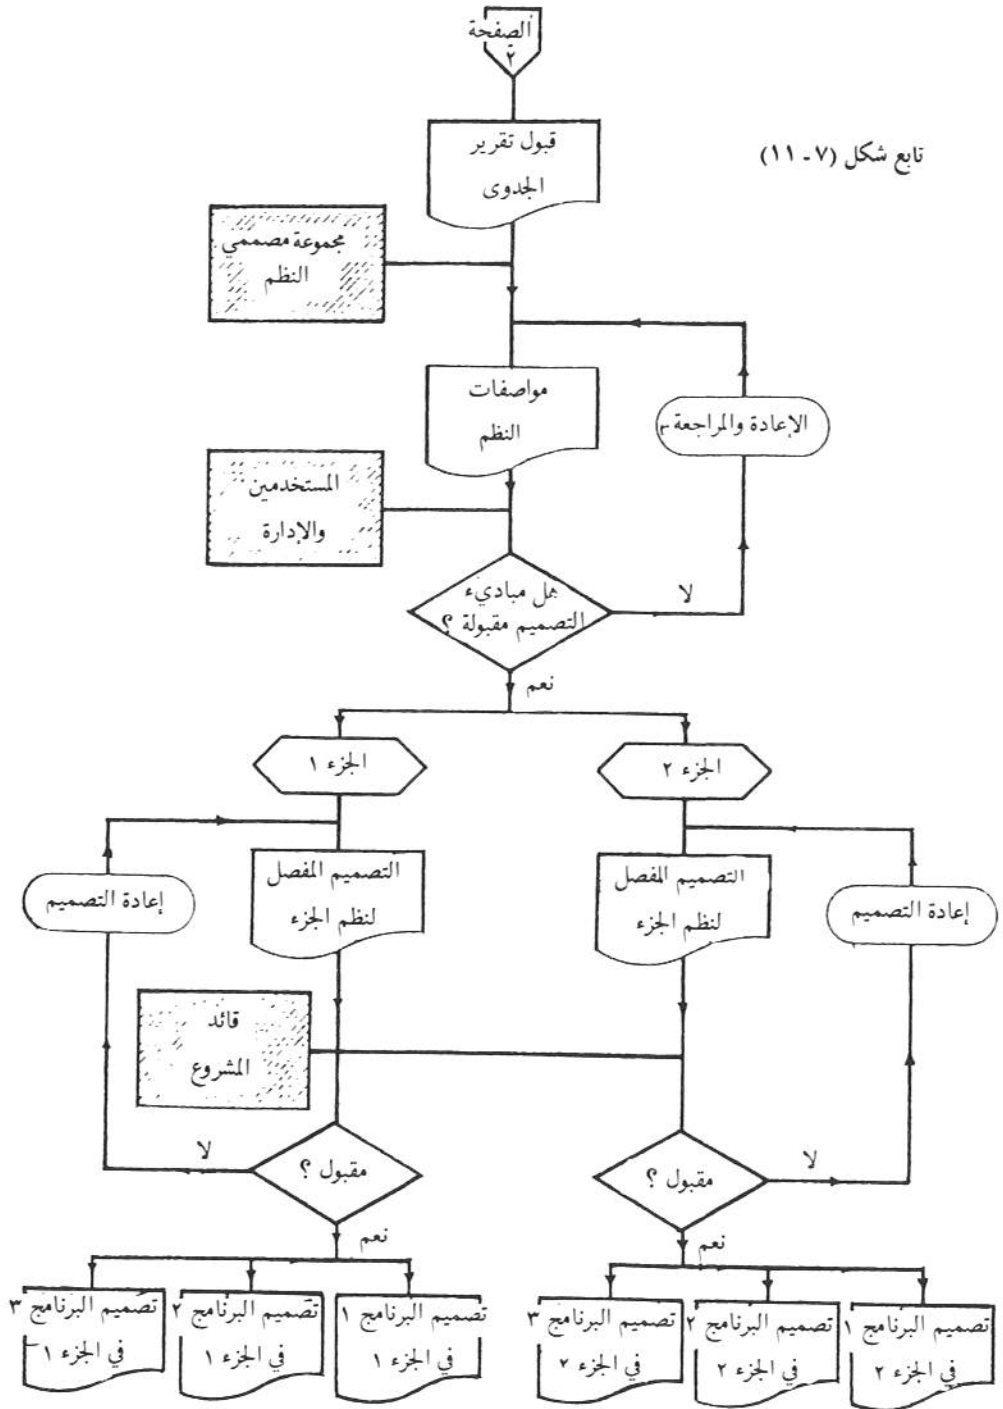 الصفحة
٢
تابع شكل (٧ - ١١)
قبول تقرير
الجدوى
مجموعة مصممي
النظم
مواصفات
النظم
الإعادة والمراجعة
المستخدمين
والإدارة
هل مباديء
التصميم مقبولة ؟
لا
نعم
الجزء ٢
الجزء ١
التصميم المفصل
لنظم الجزء
إعادة التصميم
التصميم المفصل
لنظم الجزء
إعادة التصميم
قائد
المشروع
مقبول ؟
لا
نعم
مقبول ؟
لا
نعم
تصميم البرنامج ١
في الجزء ٢
تصميم البرنامج ٢
في الجزء ٢
تصميم البرنامج ٣
في الجزء ٢
تصميم البرنامج ١
في الجزء ١
تصميم البرنامج ٢
في الجزء ١
تصميم البرنامج ٣
في الجزء ١